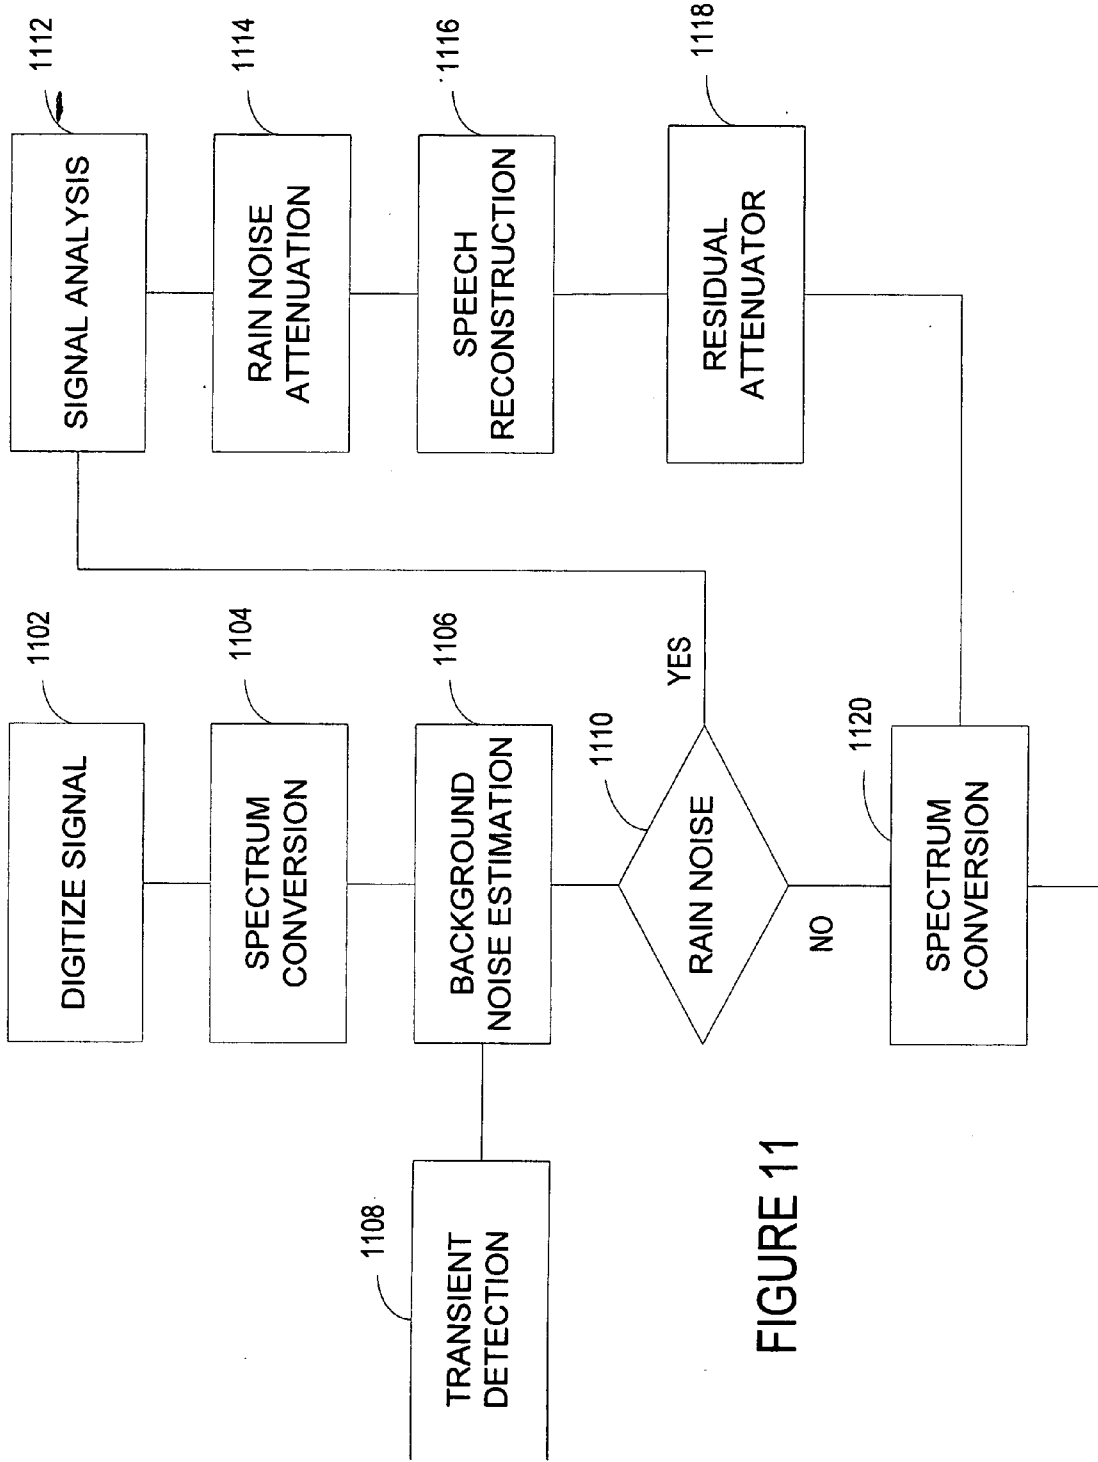 1102
DIGITIZE SIGNAL
1104
SPECTRUM
CONVERSION
1106
BACKGROUND
NOISE ESTIMATION
1108
TRANSIENT
DETECTION
1110
RAIN NOISE
YES
NO
1112
SIGNAL ANALYSIS
1114
RAIN NOISE
ATTENUATION
1116
SPEECH
RECONSTRUCTION
1118
RESIDUAL
ATTENUATOR
1120
SPECTRUM
CONVERSION
FIGURE 11